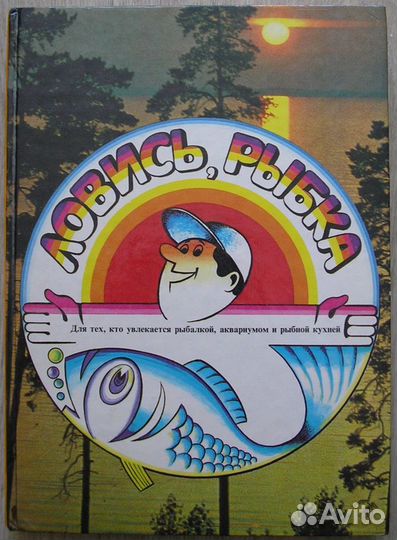 ЛОВИСЬ, РЫБКА
Для тех, кто увлекается рыбалкой, аквариумом и рыбной кухней
Avito